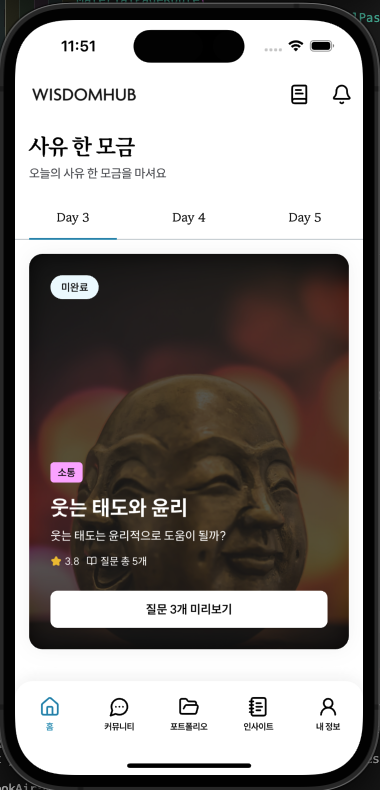 11:51
WISDOMHUB
사유 한 모금
오늘의 사유 한 모금을 마셔요
Day 3 Day 4 Day 5
미완료
소통
웃는 태도와 윤리
웃는 태도는 윤리적으로 도움이 될까?
3.8 질문 총 5개
질문 3개 미리보기
홈 커뮤니티 포트폴리오 인사이트 내 정보